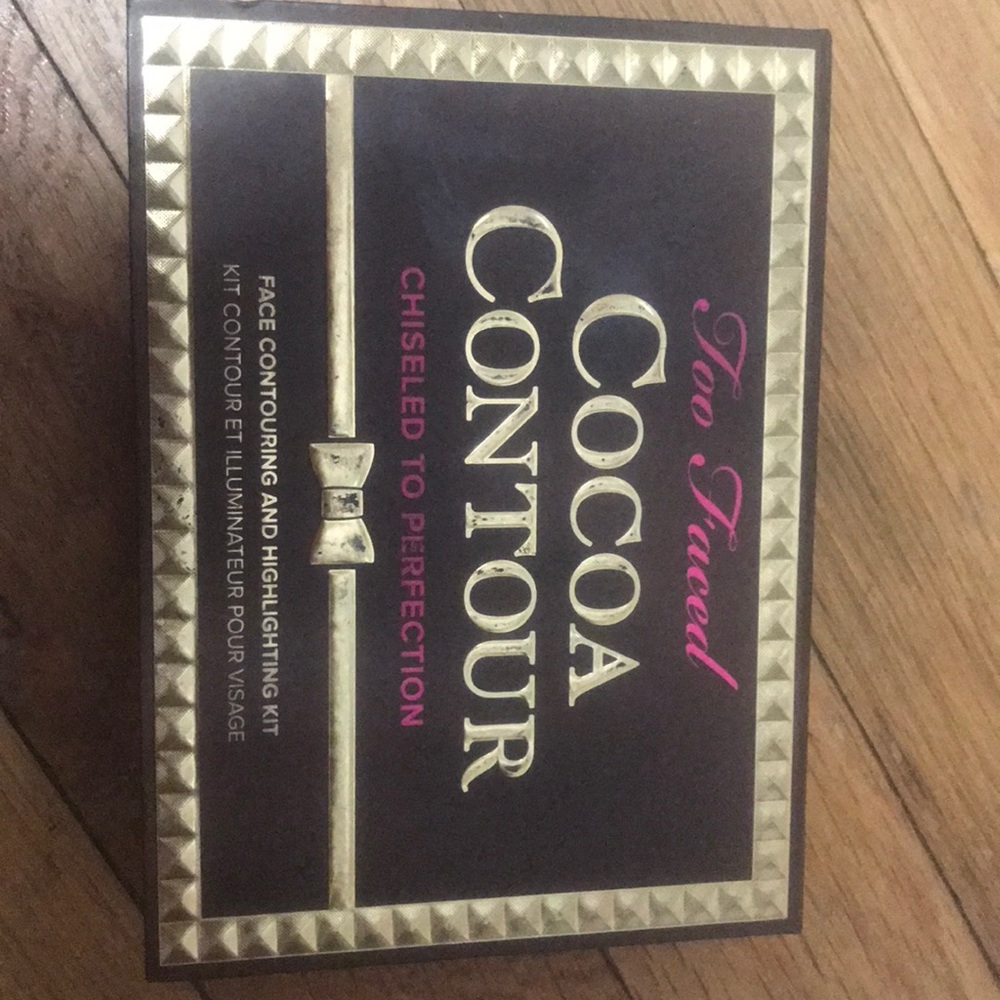 Too Faced
COCOA
CONTOUR
CHISELED TO PERFECTION
FACE CONTOURING AND HIGHLIGHTING KIT
KIT CONTOUR ET ILLUMINATEUR POUR VISAGE